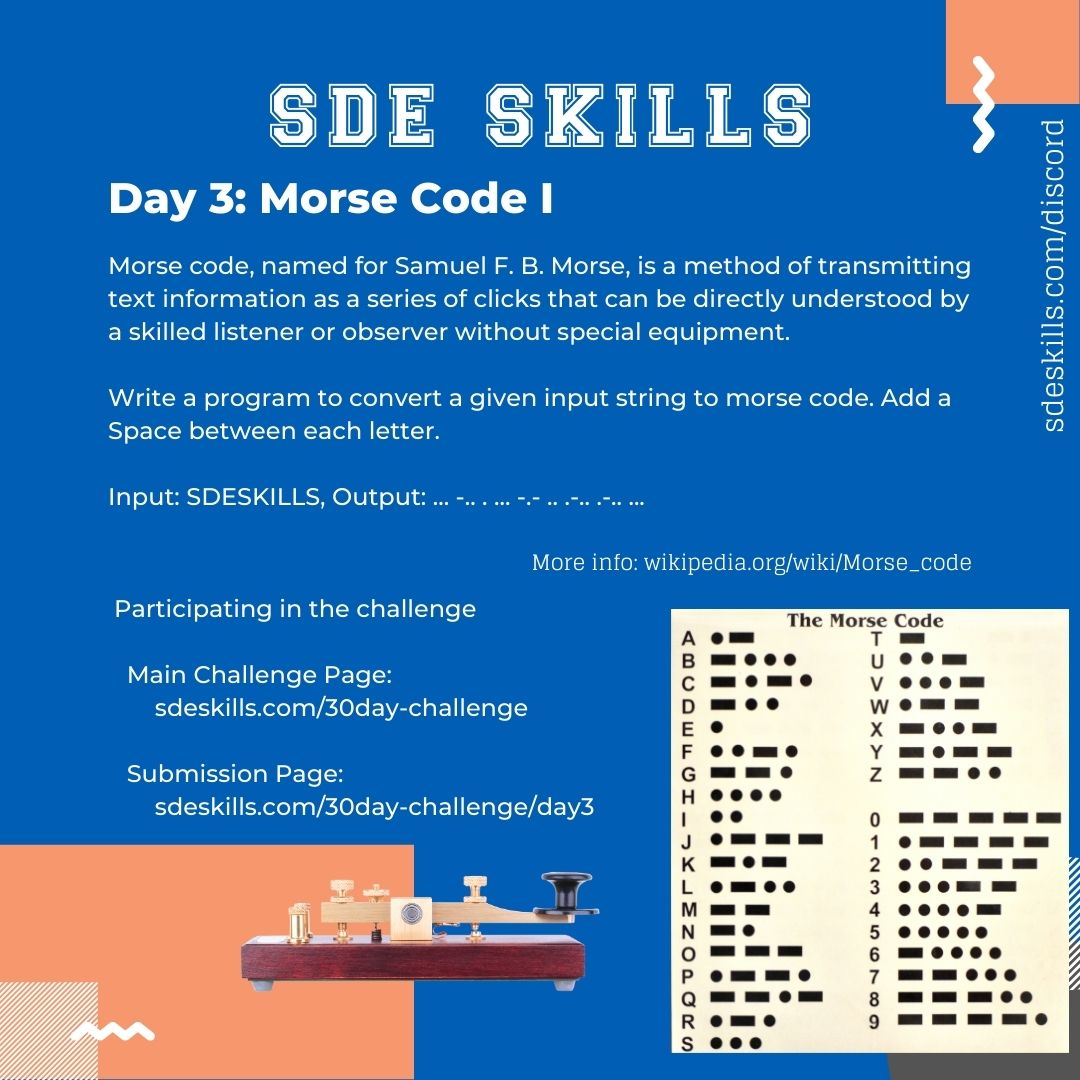 SDE SKILLS
Day 3: Morse Code I
Morse code, named for Samuel F. B. Morse, is a method of transmitting
text information as a series of clicks that can be directly understood by
a skilled listener or observer without special equipment.
Write a program to convert a given input string to morse code. Add a
Space between each letter.
Input: SDESKILLS, Output: ... -.. . ... -.- .. .-.. .-.. ...
More info: wikipedia.org/wiki/Morse_code
Participating in the challenge
Main Challenge Page:
sdeskills.com/30day-challenge
Submission Page:
sdeskills.com/30day-challenge/day3
sdeskills.com/discord
The Morse Code
A
B
C
D
E
F
G
H
I
J
K
L
M
N
O
P
Q
R
S
T
U
V
W
X
Y
Z
0
1
2
3
4
5
6
7
8
9